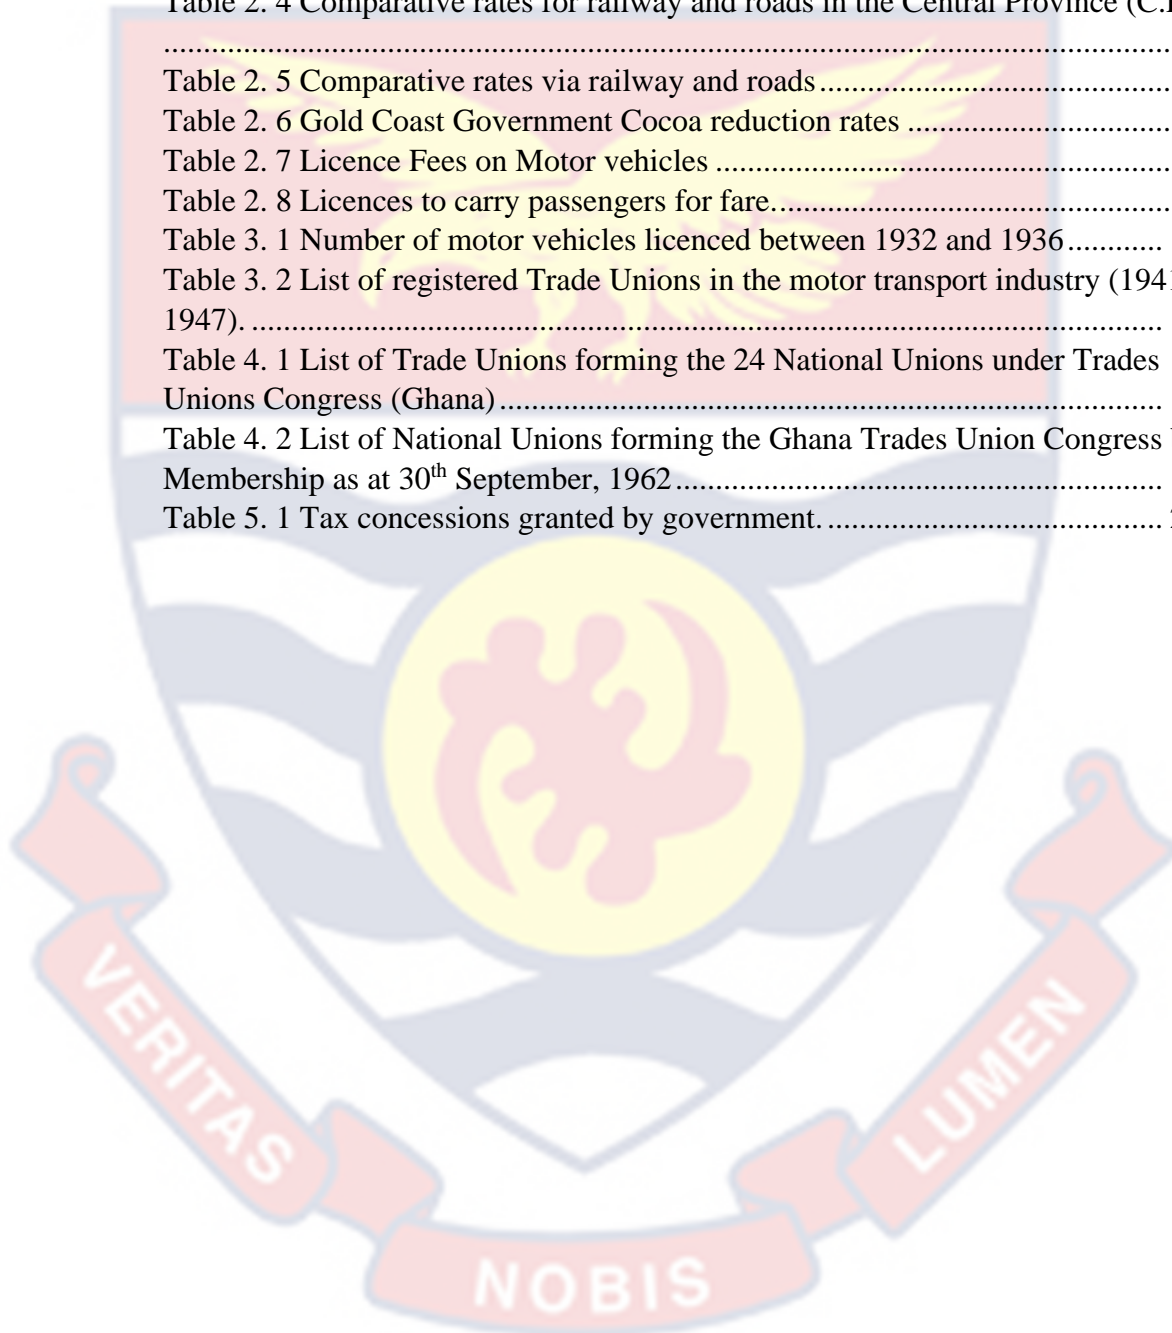 Table 2. 4 Comparative rates for railway and roads in the Central Province
..........................................................................................................................
Table 2. 5 Comparative rates via railway and roads..........................................
Table 2. 6 Gold Coast Government Cocoa reduction rates ...............................
Table 2. 7 Licence Fees on Motor vehicles .......................................................
Table 2. 8 Licences to carry passengers for fare................................................
Table 3. 1 Number of motor vehicles licenced between 1932 and 1936...........
Table 3. 2 List of registered Trade Unions in the motor transport industry
1947). ................................................................................................................
Table 4. 1 List of Trade Unions forming the 24 National Unions under Trades
Unions Congress (Ghana)..................................................................................
Table 4. 2 List of National Unions forming the Ghana Trades Union Congress
Membership as at 30th September, 1962...........................................................
Table 5. 1 Tax concessions granted by government. ........................................
VERITAS
NOBIS
LUMEN